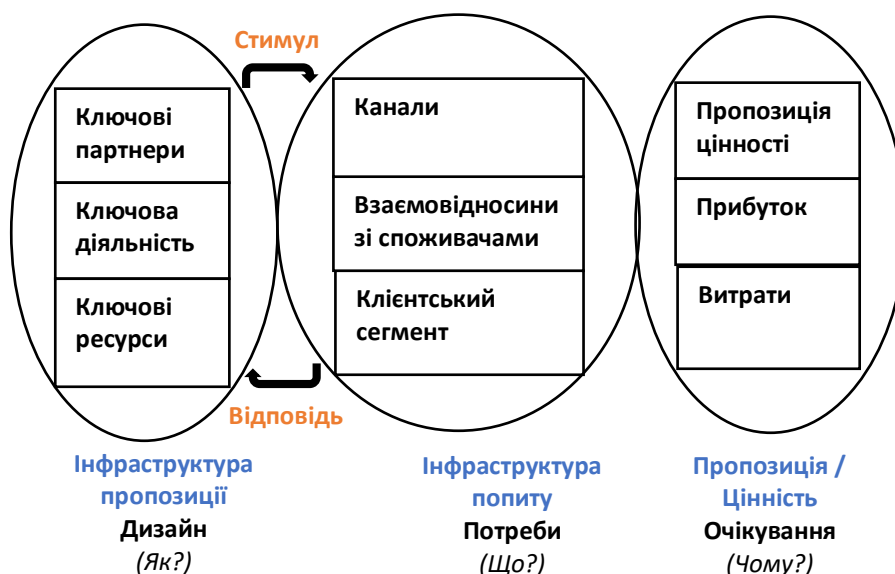 Стимул
Ключові
партнери
Ключова
діяльність
Ключові
ресурси
Канали
Взаємовідносини
зі споживачами
Клієнтський
сегмент
Пропозиція
цінності
Прибуток
Витрати
Відповідь
Інфраструктура
пропозиції
Дизайн
(Як?)
Інфраструктура
попиту
Потреби
(Що?)
Пропозиція /
Цінність
Очікування
(Чому?)